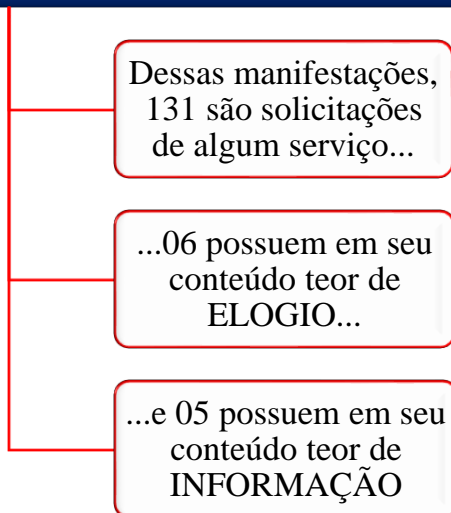 Dessas manifestações,
131 são solicitações
de algum serviço...
...06 possuem em seu
conteúdo teor de
ELOGIO...
...e 05 possuem em seu
conteúdo teor de
INFORMAÇÃO